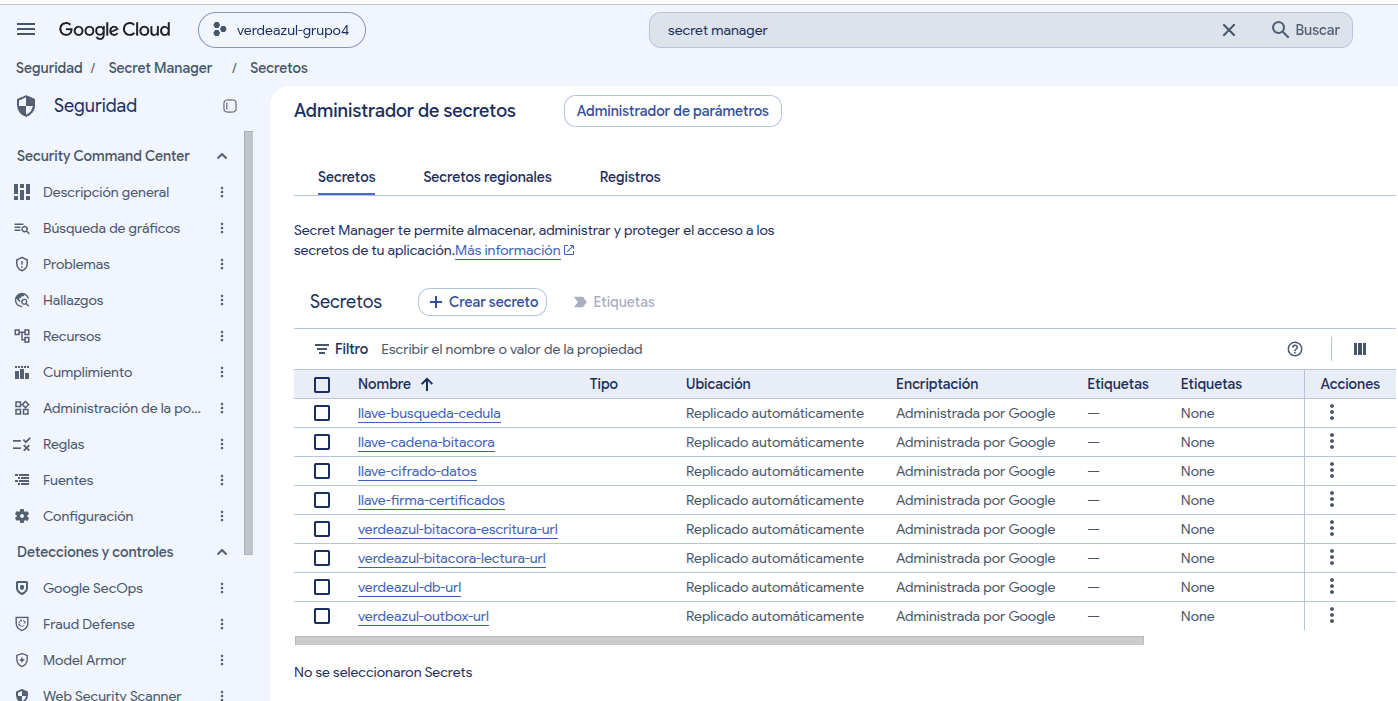 Google Cloud
verdeazul-grupo4
secret manager
Buscar
Seguridad / Secret Manager / Secretos
Seguridad
Security Command Center
Descripción general
Búsqueda de gráficos
Problemas
Hallazgos
Recursos
Cumplimiento
Administración de la po...
Reglas
Fuentes
Configuración
Detecciones y controles
Google SecOps
Fraud Defense
Model Armor
Web Security Scanner
Administrador de secretos
Administrador de parámetros
Secretos Secretos regionales Registros
Secret Manager te permite almacenar, administrar y proteger el acceso a los
secretos de tu aplicación.Más información
Secretos
Crear secreto
Etiquetas
Filtro Escribir el nombre o valor de la propiedad
Nombre Tipo Ubicación Encriptación Etiquetas Etiquetas Acciones
llave-busqueda-cedula Replicado automáticamente Administrada por Google — None
llave-cadena-bitacora Replicado automáticamente Administrada por Google — None
llave-cifrado-datos Replicado automáticamente Administrada por Google — None
llave-firma-certificados Replicado automáticamente Administrada por Google — None
verdeazul-bitacora-escritura-url Replicado automáticamente Administrada por Google — None
verdeazul-bitacora-lectura-url Replicado automáticamente Administrada por Google — None
verdeazul-db-url Replicado automáticamente Administrada por Google — None
verdeazul-outbox-url Replicado automáticamente Administrada por Google — None
No se seleccionaron Secrets